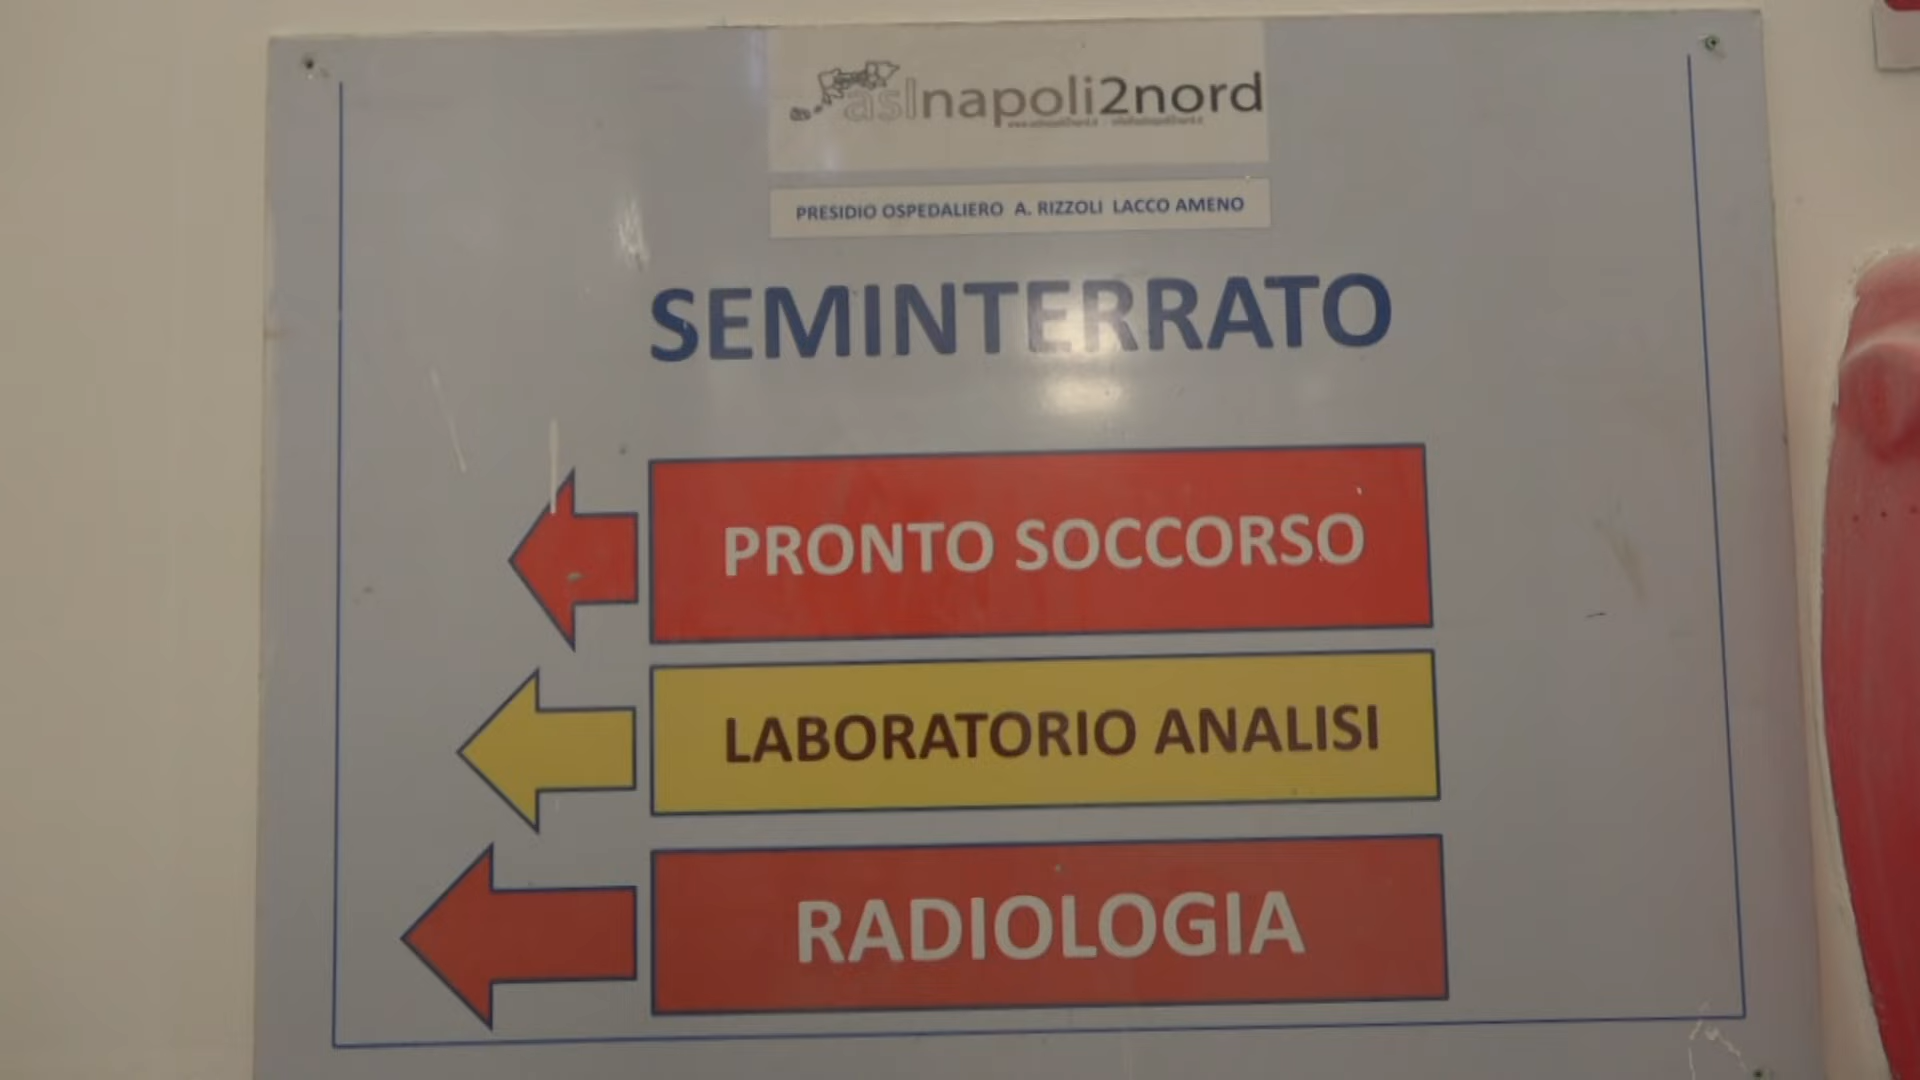 aslnapoli2nord
PRESIDIO OSPEDALIERO A. RIZZOLI LACCO AMENO
SEMINTERRATO
PRONTO SOCCORSO
LABORATORIO ANALISI
RADIOLOGIA